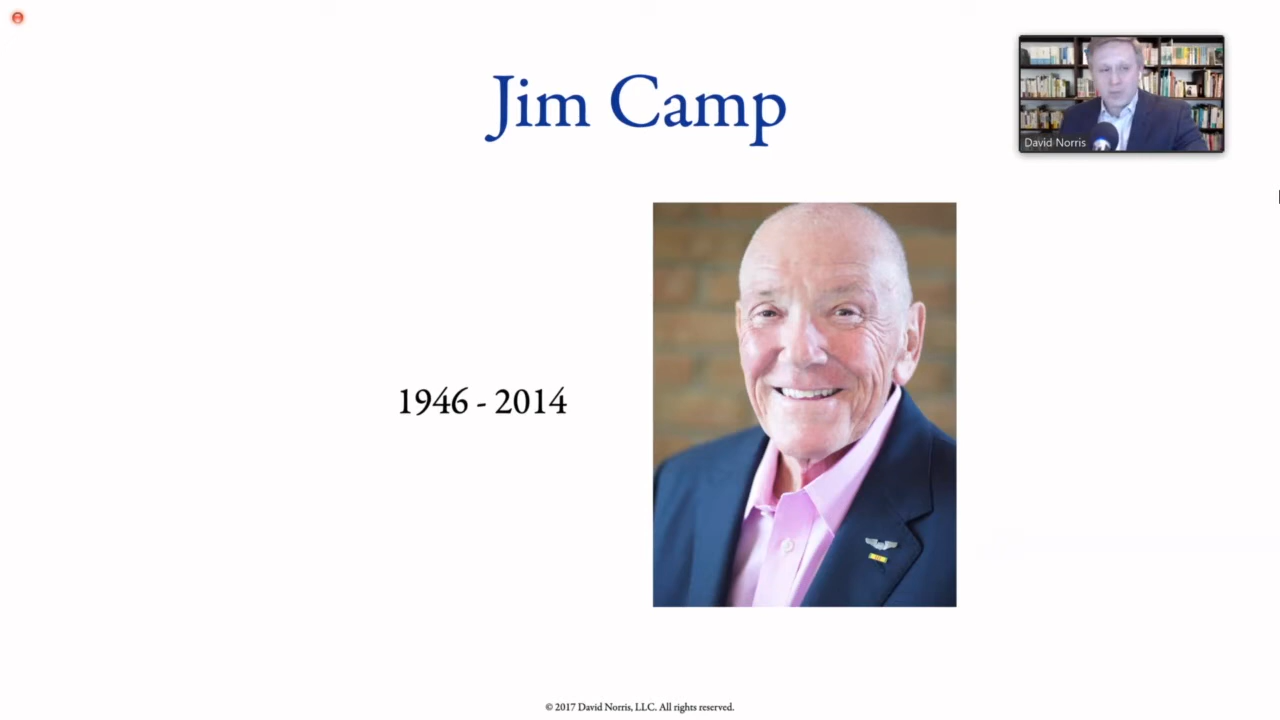 Jim Camp
David Norris
1946 - 2014
© 2017 David Norris, LLC. All rights reserved.